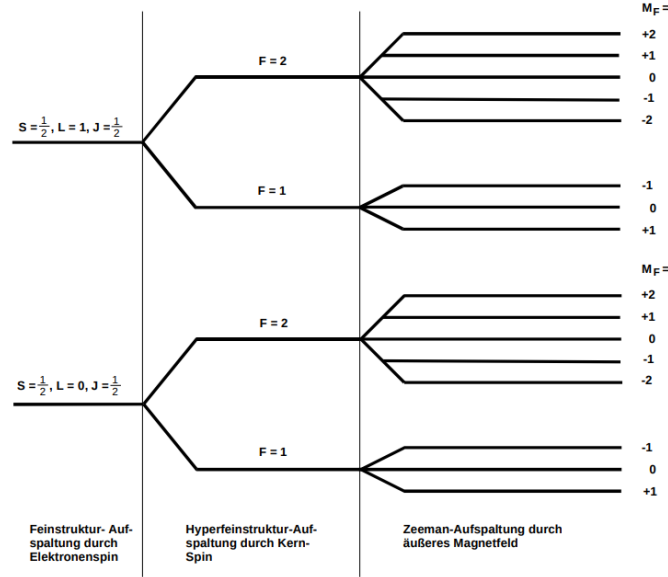 M_F =
+2
+1
F = 2
0
-1
-2
S = 1/2, L = 1, J = 1/2
F = 1
-1
0
+1
M_F =
+2
+1
F = 2
0
-1
-2
S = 1/2, L = 0, J = 1/2
F = 1
-1
0
+1
Feinstruktur- Auf-
spaltung durch
Elektronenspin
Hyperfeinstruktur-Auf-
spaltung durch Kern-
Spin
Zeeman-Aufspaltung durch
äußeres Magnetfeld